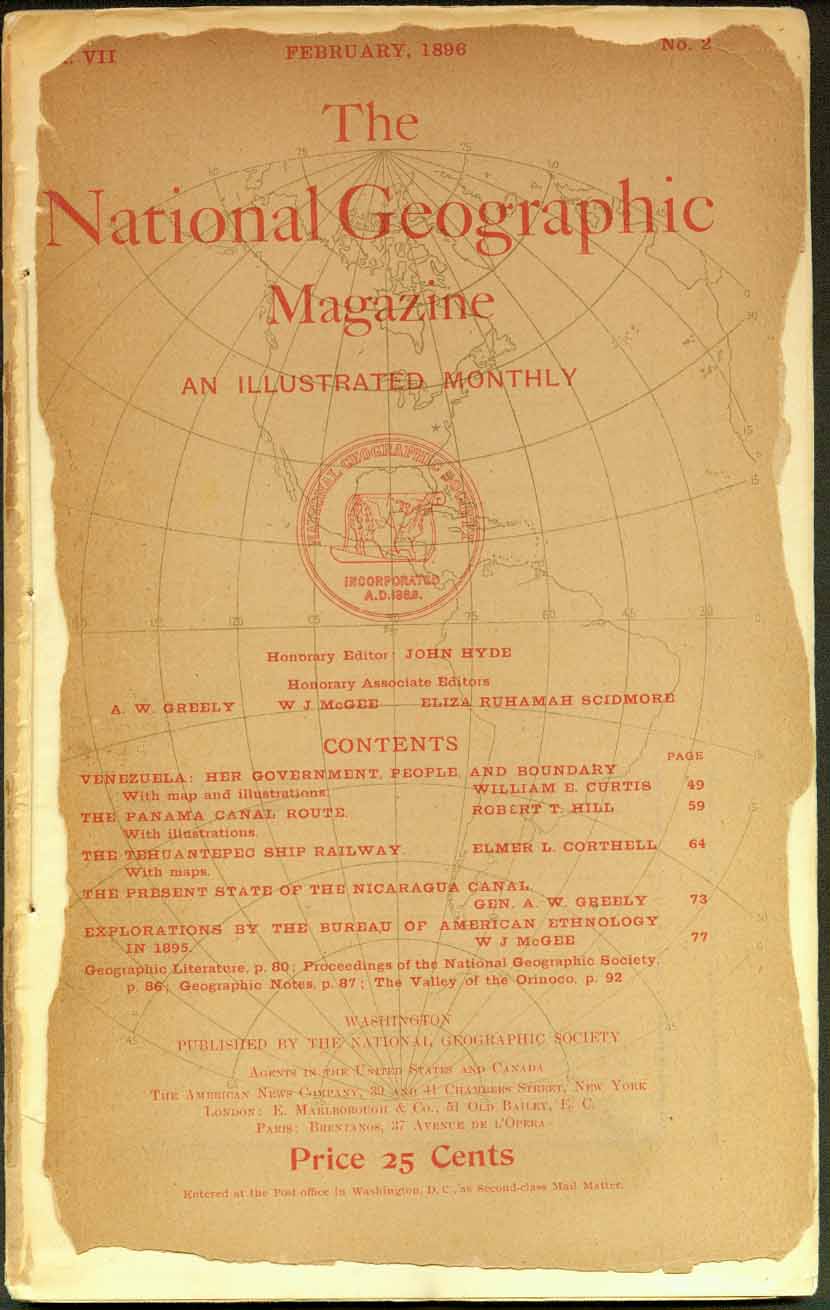 . VII FEBRUARY, 1896 No. 2
The
National Geographic
Magazine
AN ILLUSTRATED MONTHLY
NATIONAL GEOGRAPHIC SOCIETY
INCORPORATED
A.D. 1888.
Honorary Editor: JOHN HYDE
Honorary Associate Editors
A. W. GREELY W J McGEE ELIZA RUHAMAH SCIDMORE
CONTENTS
PAGE
VENEZUELA: HER GOVERNMENT, PEOPLE, AND BOUNDARY
With map and illustrations. WILLIAM E. CURTIS 49
THE PANAMA CANAL ROUTE. ROBERT T. HILL 59
With illustrations.
THE TEHUANTEPEC SHIP RAILWAY. ELMER L. CORTHELL 64
With maps.
THE PRESENT STATE OF THE NICARAGUA CANAL.
GEN. A. W. GREELY 73
EXPLORATIONS BY THE BUREAU OF AMERICAN ETHNOLOGY
IN 1895. W J McGEE 77
Geographic Literature, p. 80; Proceedings of the National Geographic Society,
p. 86; Geographic Notes, p. 87; The Valley of the Orinoco, p. 92
WASHINGTON
PUBLISHED BY THE NATIONAL GEOGRAPHIC SOCIETY
AGENTS IN THE UNITED STATES AND CANADA
THE AMERICAN NEWS COMPANY, 39 AND 41 CHAMBERS STREET, NEW YORK
LONDON: E. MARLBOROUGH & CO., 51 OLD BAILEY, E. C.
PARIS: BRENTANOS, 37 AVENUE DE L'OPERA
Price 25 Cents
Entered at the Post-office in Washington, D. C., as Second-class Mail Matter.